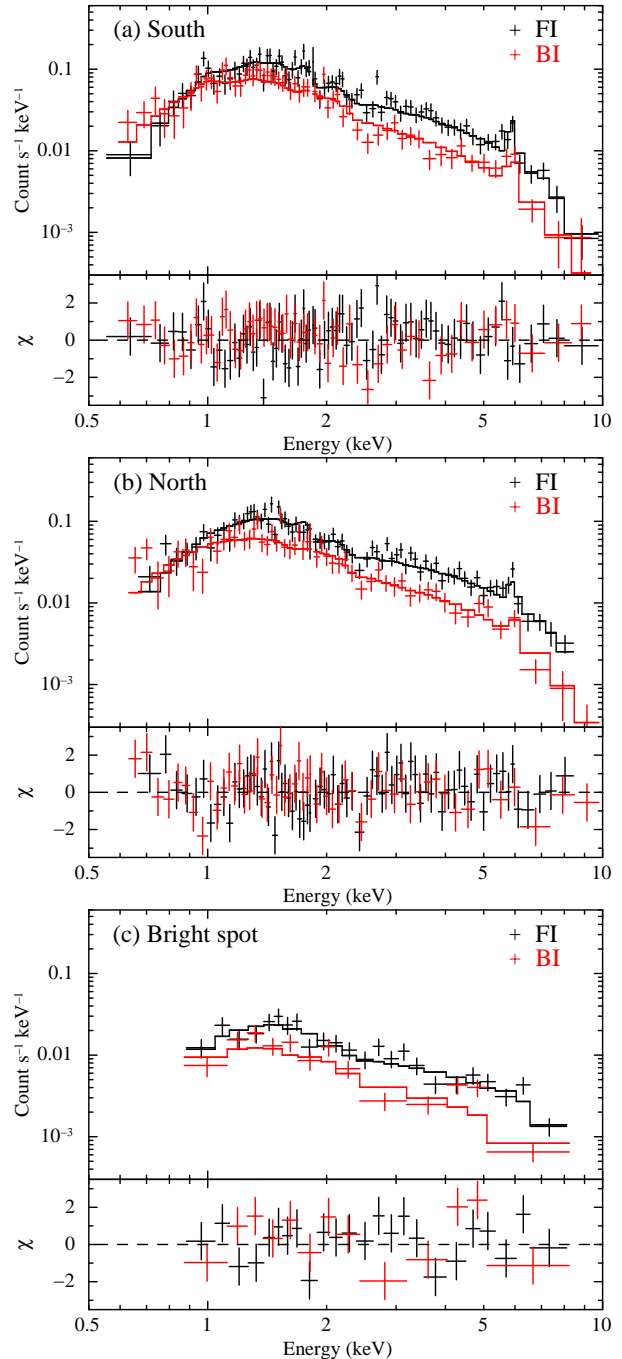 (a) South
FI
BI
0.1
0.01
10⁻³
Count s⁻¹ keV⁻¹
2
0
−2
χ
0.5 1 2 5 10
Energy (keV)
(b) North
FI
BI
0.1
0.01
10⁻³
Count s⁻¹ keV⁻¹
2
0
−2
χ
0.5 1 2 5 10
Energy (keV)
(c) Bright spot
FI
BI
0.1
0.01
10⁻³
Count s⁻¹ keV⁻¹
2
0
−2
χ
0.5 1 2 5 10
Energy (keV)